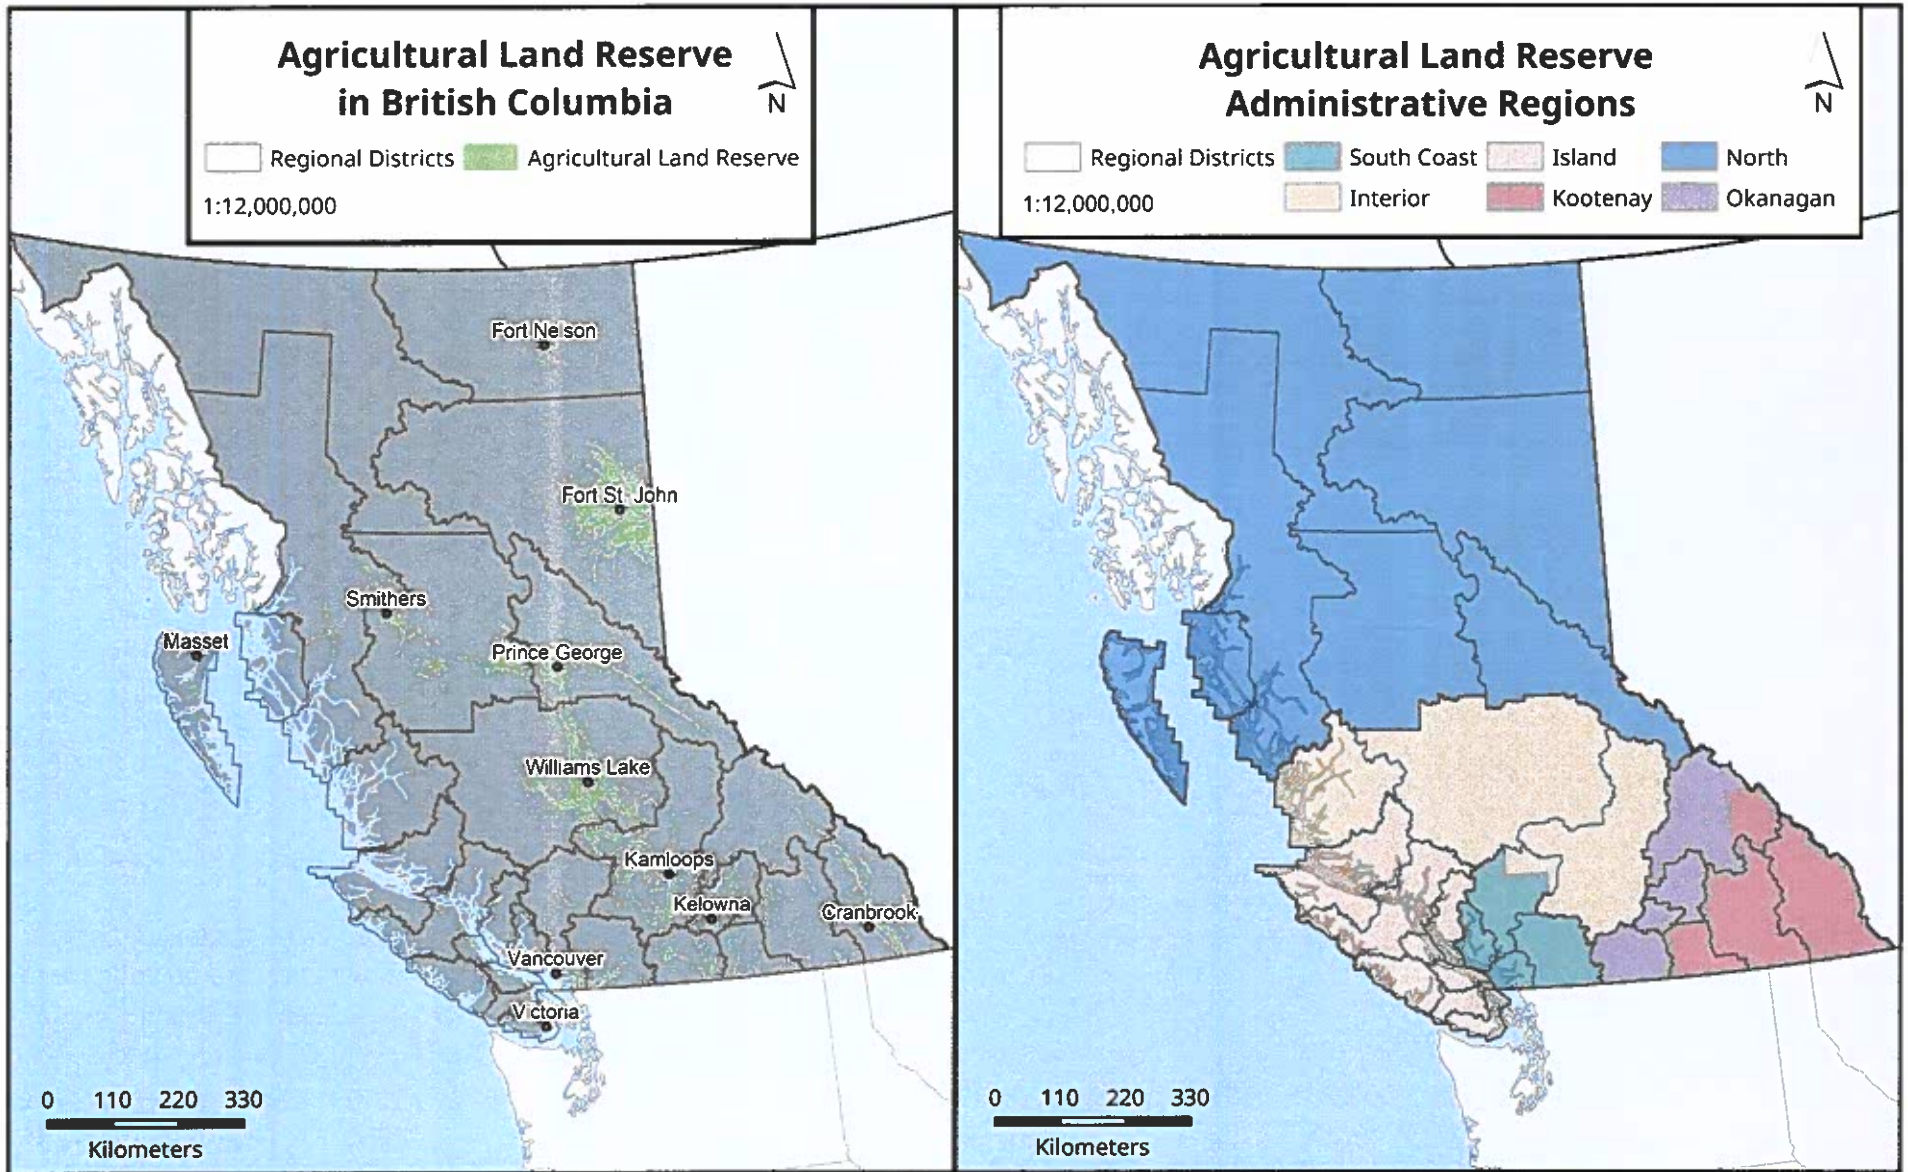 Agricultural Land Reserve
in British Columbia
N
Regional Districts Agricultural Land Reserve
1:12,000,000
Fort Nelson
Fort St. John
Smithers
Masset
Prince George
Williams Lake
Kamloops
Kelowna
Cranbrook
Vancouver
Victoria
0 110 220 330
Kilometers
Agricultural Land Reserve
Administrative Regions
N
Regional Districts South Coast Island North
1:12,000,000 Interior Kootenay Okanagan
0 110 220 330
Kilometers